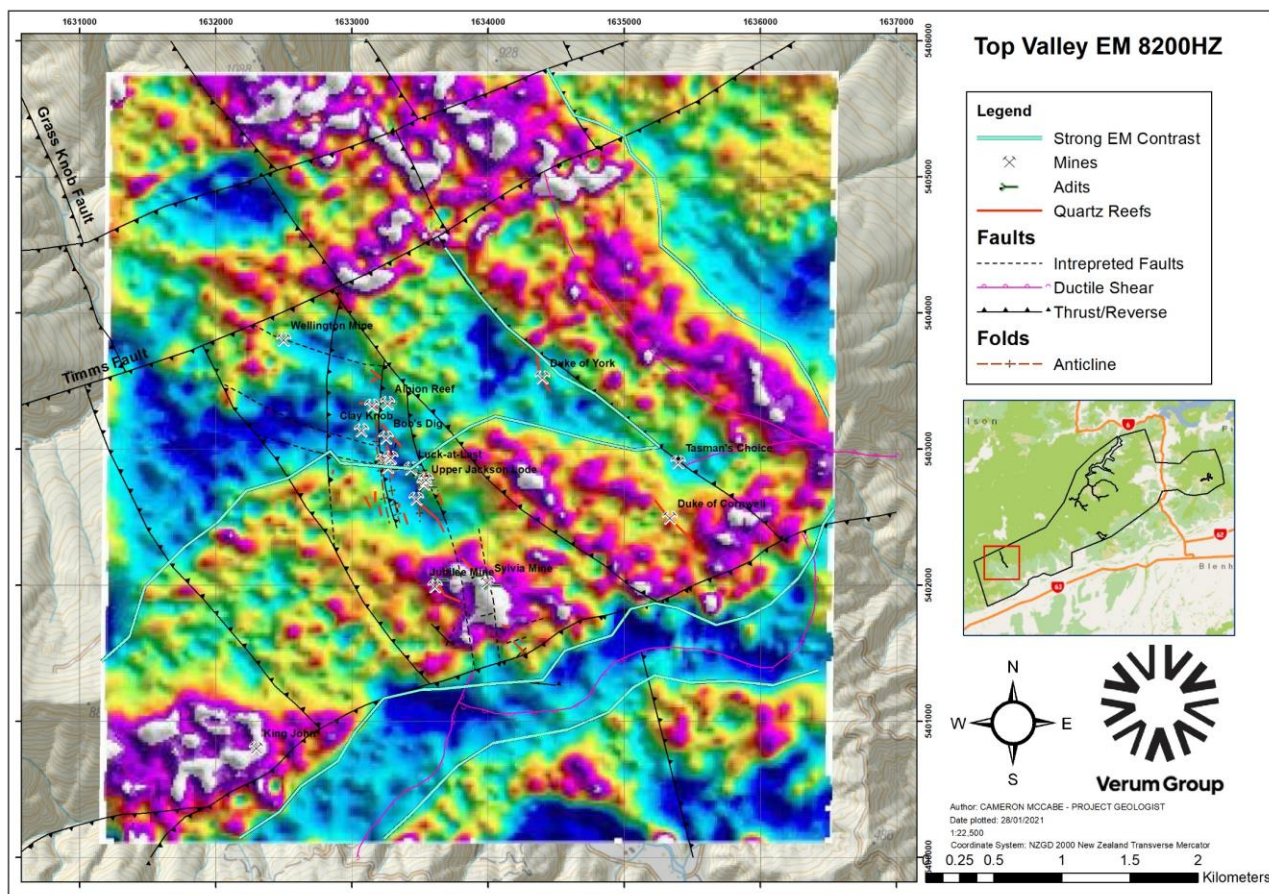 1631000 1632000 1633000 1634000 1635000 1636000 1637000
Top Valley EM 8200HZ
Legend
Strong EM Contrast
Mines
Adits
Quartz Reefs
Faults
Intrepreted Faults
Ductile Shear
Thrust/Reverse
Folds
Anticline
5406000
5405000
5404000
5403000
5402000
5401000
928
1088
Grass Knob Fault
Timms Fault
Wellington Mine
Duke of York
Albion Reef
Clay Knob
Bob's Dig
Luck-at-Last
Upper Jackson Lode
Tasman's Choice
Duke of Cornwell
Jubilee Mine
Sylvia Mine
King John
6
62
63
Blenh
N
W E
S
Verum Group
Author: CAMERON MCCABE - PROJECT GEOLOGIST
Date plotted: 28/01/2021
1:22,500
Coordinate System: NZGD 2000 New Zealand Transverse Mercator
0 0.25 0.5 1 1.5 2
Kilometers